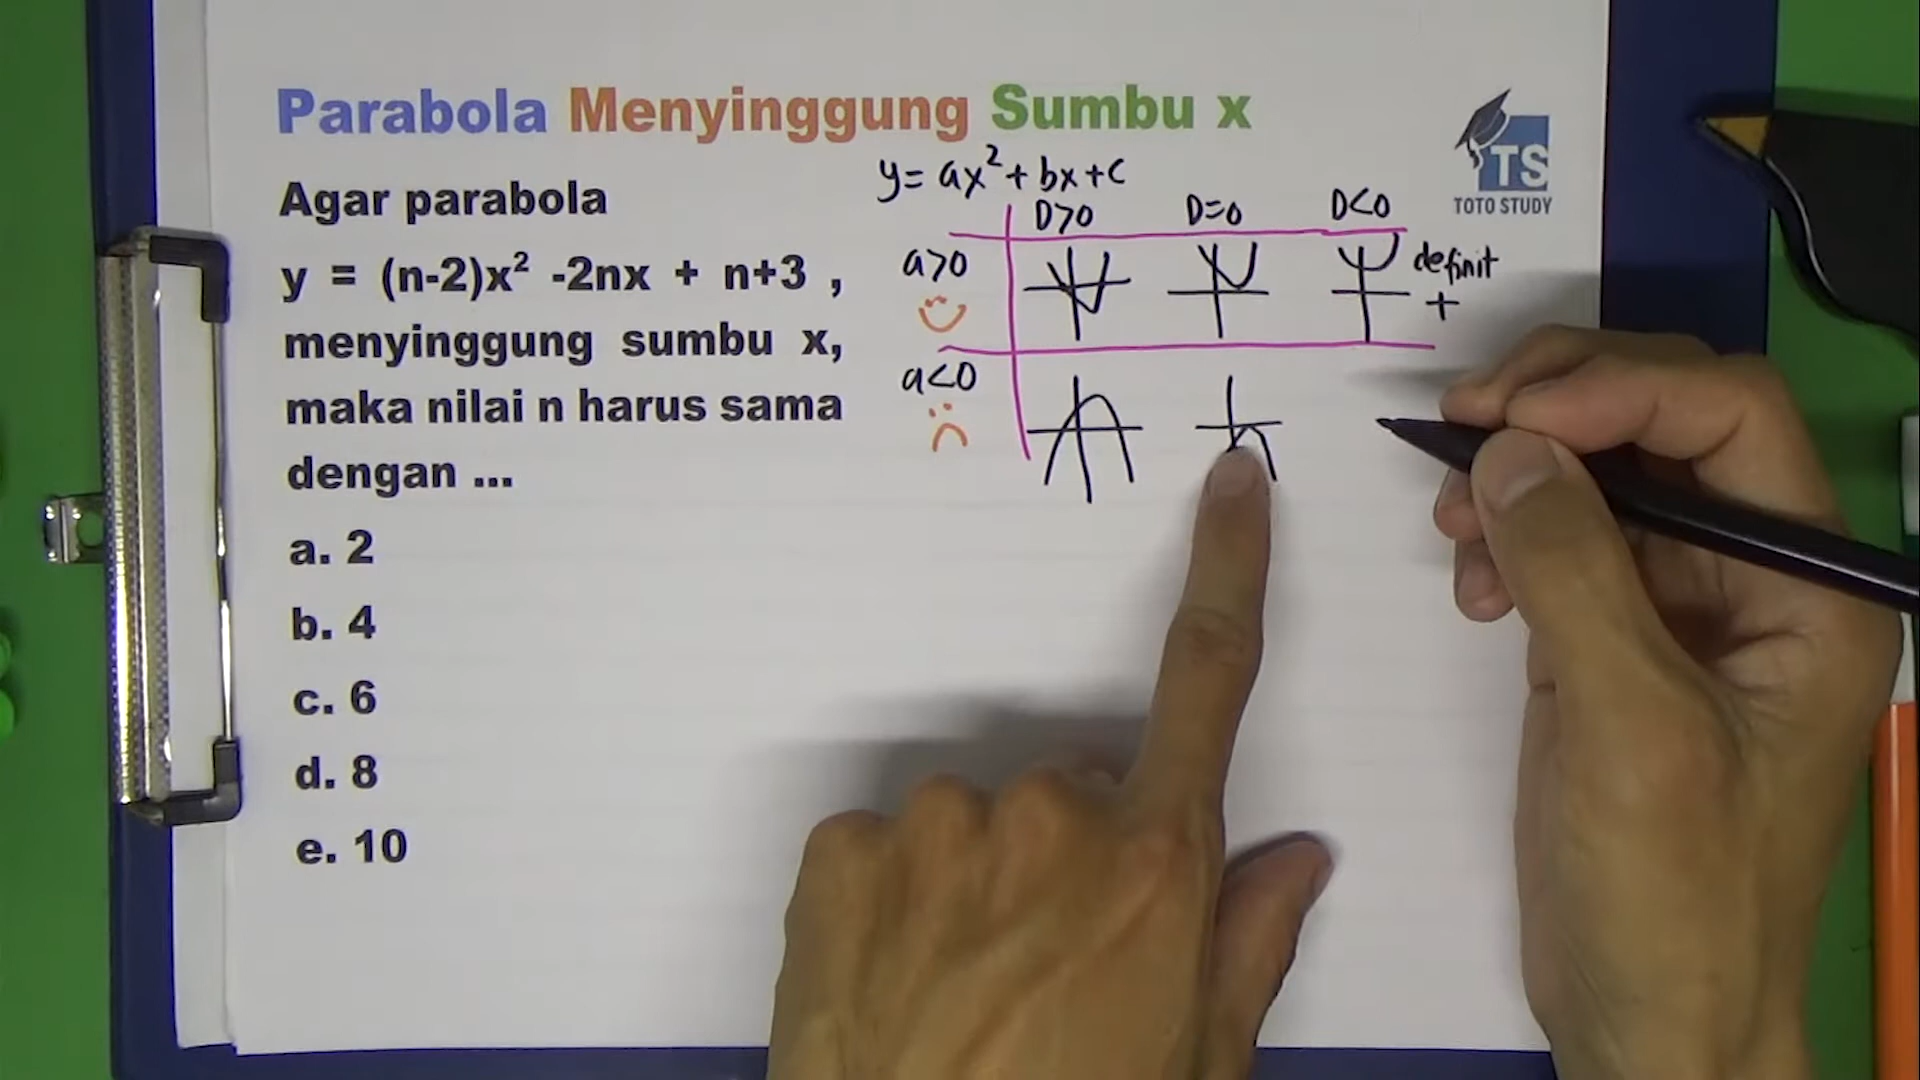 Parabola Menyinggung Sumbu x
TS
TOTO STUDY
Agar parabola
y = (n-2)x² -2nx + n+3 ,
menyinggung sumbu x,
maka nilai n harus sama
dengan ...
a. 2
b. 4
c. 6
d. 8
e. 10
y = ax² + bx + c
D>0 D=0 D<0
a>0 definit +
a<0